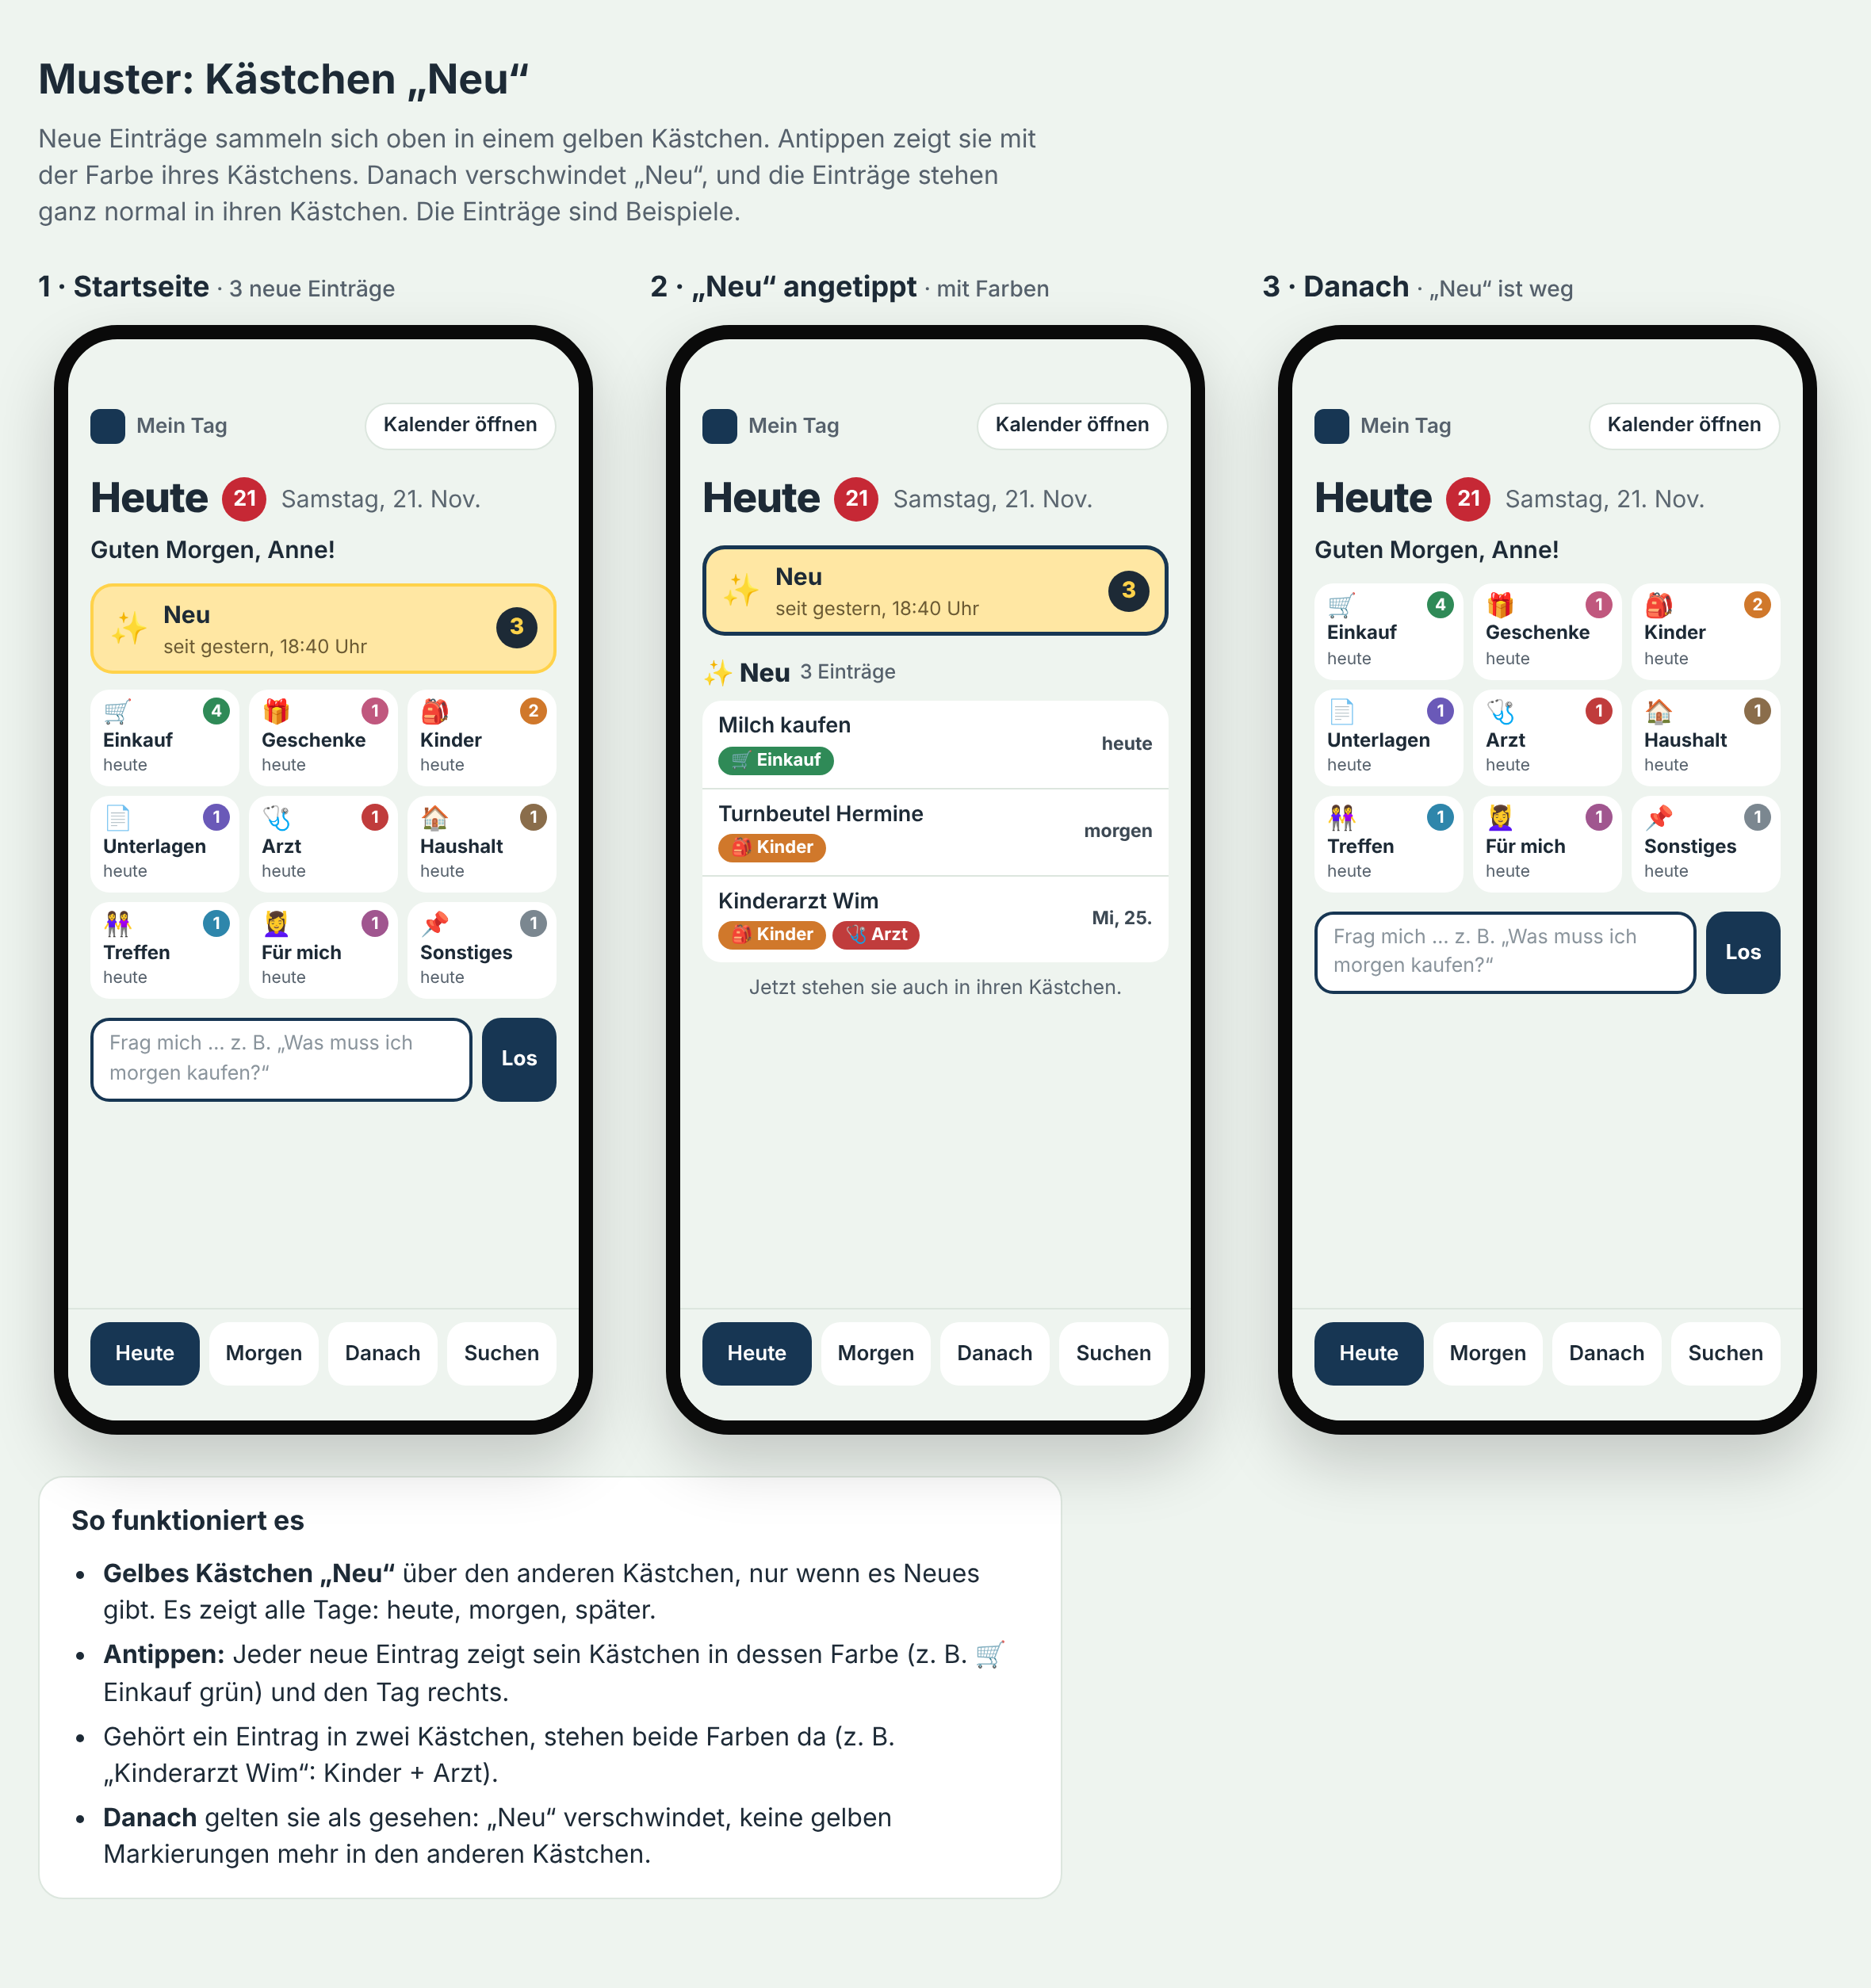 Muster: Kästchen „Neu“
Neue Einträge sammeln sich oben in einem gelben Kästchen. Antippen zeigt sie mit
der Farbe ihres Kästchens. Danach verschwindet „Neu“, und die Einträge stehen
ganz normal in ihren Kästchen. Die Einträge sind Beispiele.
1 · Startseite · 3 neue Einträge
Mein Tag
Kalender öffnen
Heute 21 Samstag, 21. Nov.
Guten Morgen, Anne!
Neu
seit gestern, 18:40 Uhr
3
4
Einkauf
heute
1
Geschenke
heute
2
Kinder
heute
1
Unterlagen
heute
1
Arzt
heute
1
Haushalt
heute
1
Treffen
heute
1
Für mich
heute
1
Sonstiges
heute
Frag mich ... z. B. „Was muss ich
morgen kaufen?“
Los
Heute
Morgen
Danach
Suchen
2 · „Neu“ angetippt · mit Farben
Mein Tag
Kalender öffnen
Heute 21 Samstag, 21. Nov.
Neu
seit gestern, 18:40 Uhr
3
Neu 3 Einträge
Milch kaufen
Einkauf
heute
Turnbeutel Hermine
Kinder
morgen
Kinderarzt Wim
Kinder Arzt
Mi, 25.
Jetzt stehen sie auch in ihren Kästchen.
Heute
Morgen
Danach
Suchen
3 · Danach · „Neu“ ist weg
Mein Tag
Kalender öffnen
Heute 21 Samstag, 21. Nov.
Guten Morgen, Anne!
4
Einkauf
heute
1
Geschenke
heute
2
Kinder
heute
1
Unterlagen
heute
1
Arzt
heute
1
Haushalt
heute
1
Treffen
heute
1
Für mich
heute
1
Sonstiges
heute
Frag mich ... z. B. „Was muss ich
morgen kaufen?“
Los
Heute
Morgen
Danach
Suchen
So funktioniert es
• Gelbes Kästchen „Neu“ über den anderen Kästchen, nur wenn es Neues
gibt. Es zeigt alle Tage: heute, morgen, später.
• Antippen: Jeder neue Eintrag zeigt sein Kästchen in dessen Farbe (z. B. 🛒
Einkauf grün) und den Tag rechts.
• Gehört ein Eintrag in zwei Kästchen, stehen beide Farben da (z. B.
„Kinderarzt Wim“: Kinder + Arzt).
• Danach gelten sie als gesehen: „Neu“ verschwindet, keine gelben
Markierungen mehr in den anderen Kästchen.